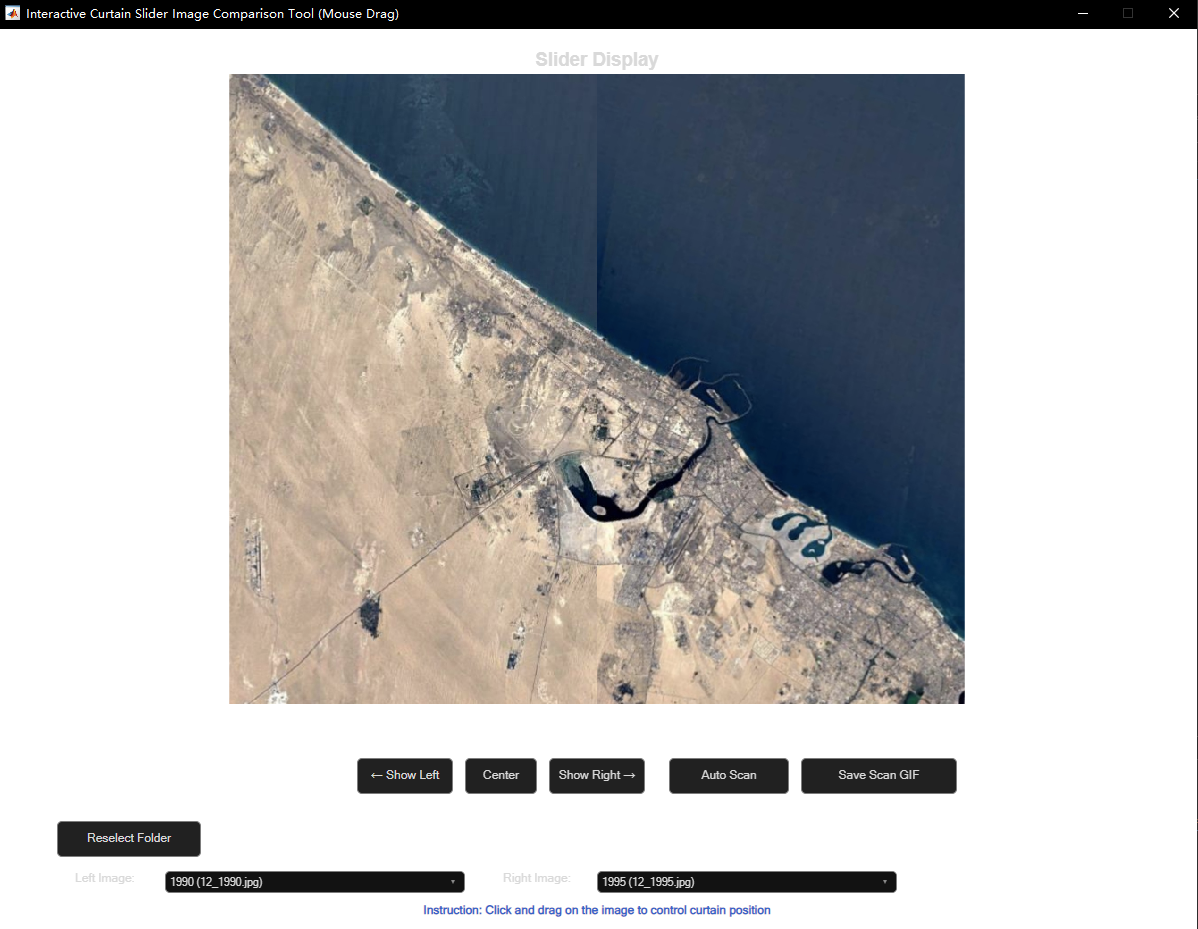 Interactive Curtain Slider Image Comparison Tool (Mouse Drag)
Slider Display
← Show Left
Center
Show Right →
Auto Scan
Save Scan GIF
Reselect Folder
Left Image:
1990 (12_1990.jpg)
Right Image:
1995 (12_1995.jpg)
Instruction: Click and drag on the image to control curtain position